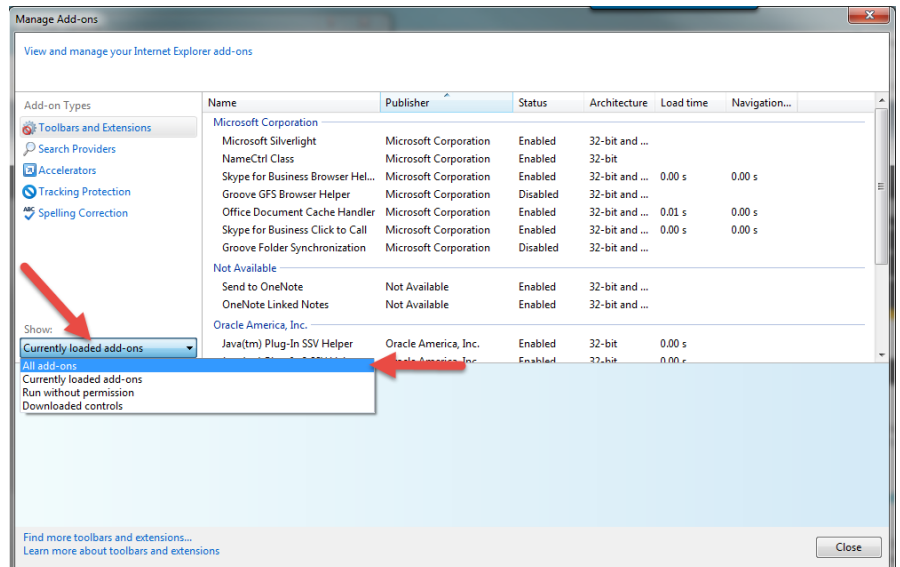 Manage Add-ons
View and manage your Internet Explorer add-ons
Add-on Types
Toolbars and Extensions
Search Providers
Accelerators
Tracking Protection
ABC Spelling Correction
Show:
Currently loaded add-ons
All add-ons
Currently loaded add-ons
Run without permission
Downloaded controls
Name Publisher Status Architecture Load time Navigation...
Microsoft Corporation
Microsoft Silverlight Microsoft Corporation Enabled 32-bit and ...
NameCtrl Class Microsoft Corporation Enabled 32-bit
Skype for Business Browser Hel... Microsoft Corporation Enabled 32-bit and ... 0.00 s 0.00 s
Groove GFS Browser Helper Microsoft Corporation Disabled 32-bit and ...
Office Document Cache Handler Microsoft Corporation Enabled 32-bit and ... 0.01 s 0.00 s
Skype for Business Click to Call Microsoft Corporation Enabled 32-bit and ... 0.00 s 0.00 s
Groove Folder Synchronization Microsoft Corporation Disabled 32-bit and ...
Not Available
Send to OneNote Not Available Enabled 32-bit and ...
OneNote Linked Notes Not Available Enabled 32-bit and ...
Oracle America, Inc.
Java(tm) Plug-In SSV Helper Oracle America, Inc. Enabled 32-bit 0.00 s
Enabled 32-bit 0.00 s
Find more toolbars and extensions...
Learn more about toolbars and extensions
Close